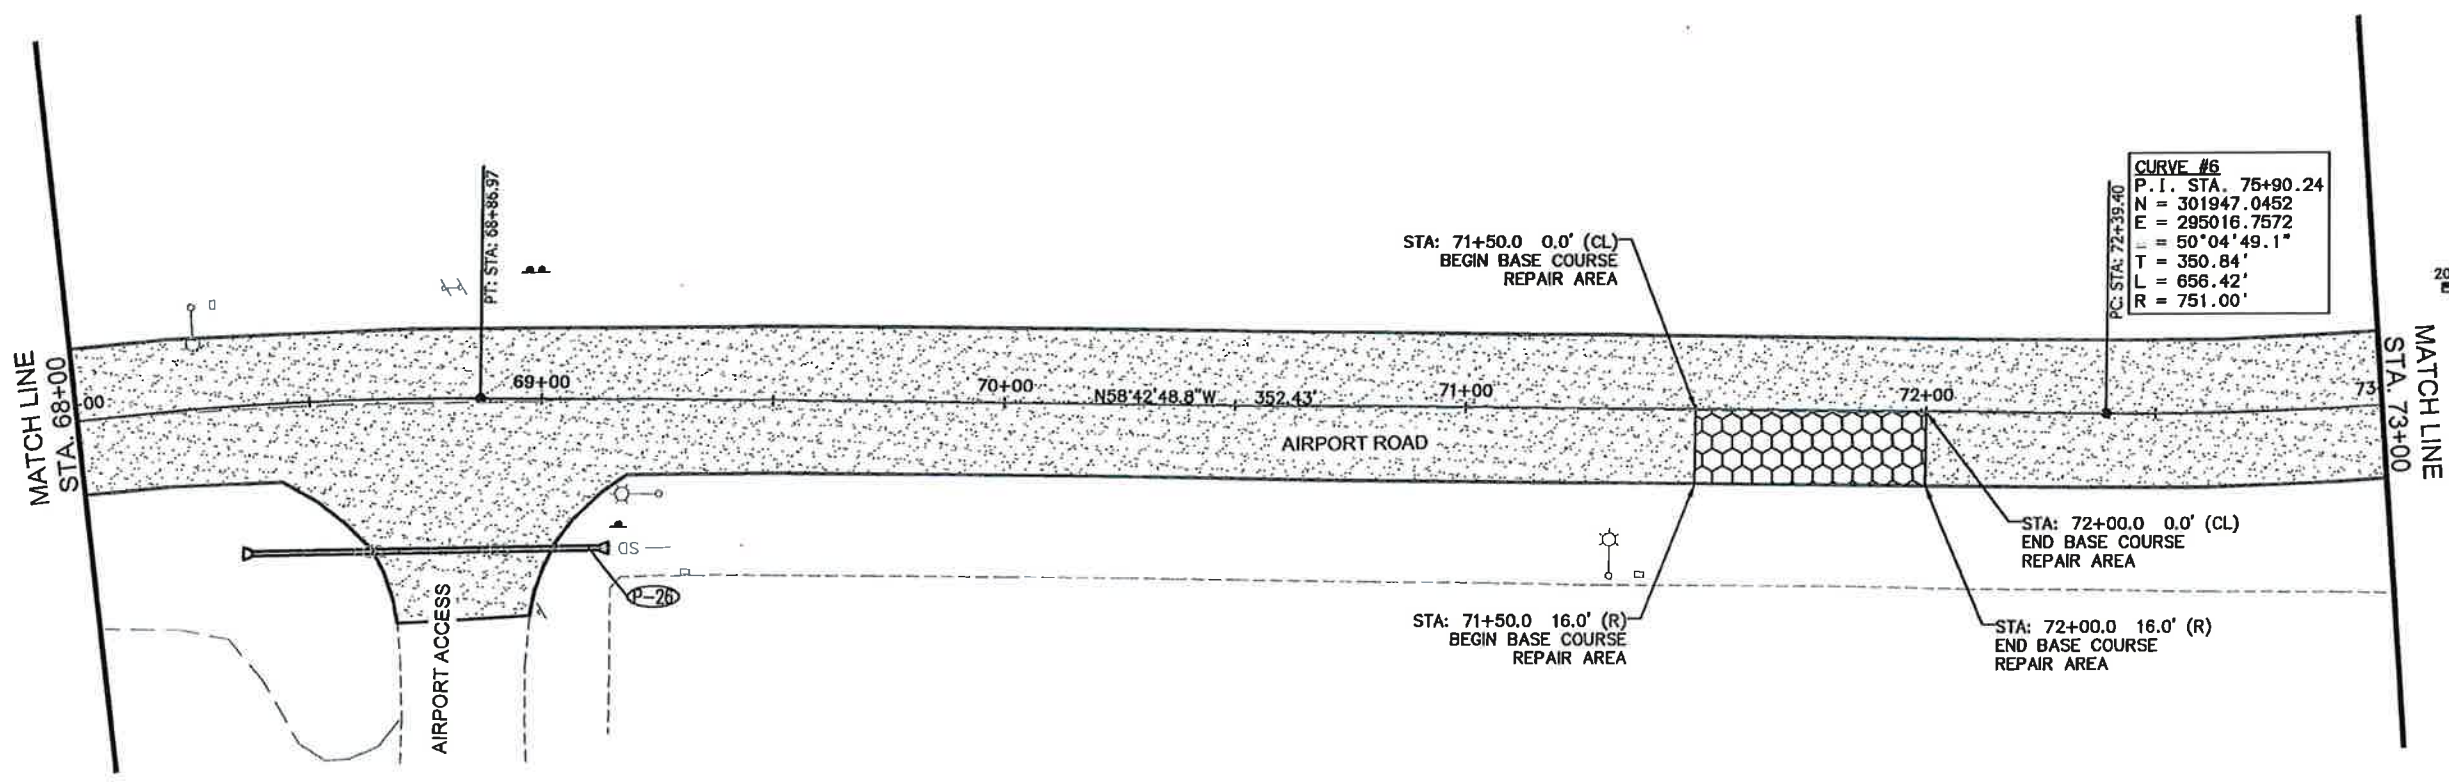 MATCH LINE
STA. 68+00
00
PT: STA: 68+86.97
69+00
70+00
N58°42'48.8"W 352.43'
71+00
72+00
73
AIRPORT ROAD
STA: 71+50.0 0.0' (CL)
BEGIN BASE COURSE
REPAIR AREA
PC: STA: 72+39.40
CURVE #6
P.I. STA. 75+90.24
N = 301947.0452
E = 295016.7572
= 50°04'49.1"
T = 350.84'
L = 656.42'
R = 751.00'
20
MATCH LINE
STA. 73+00
SD
P-26
AIRPORT ACCESS
STA: 71+50.0 16.0' (R)
BEGIN BASE COURSE
REPAIR AREA
STA: 72+00.0 0.0' (CL)
END BASE COURSE
REPAIR AREA
STA: 72+00.0 16.0' (R)
END BASE COURSE
REPAIR AREA